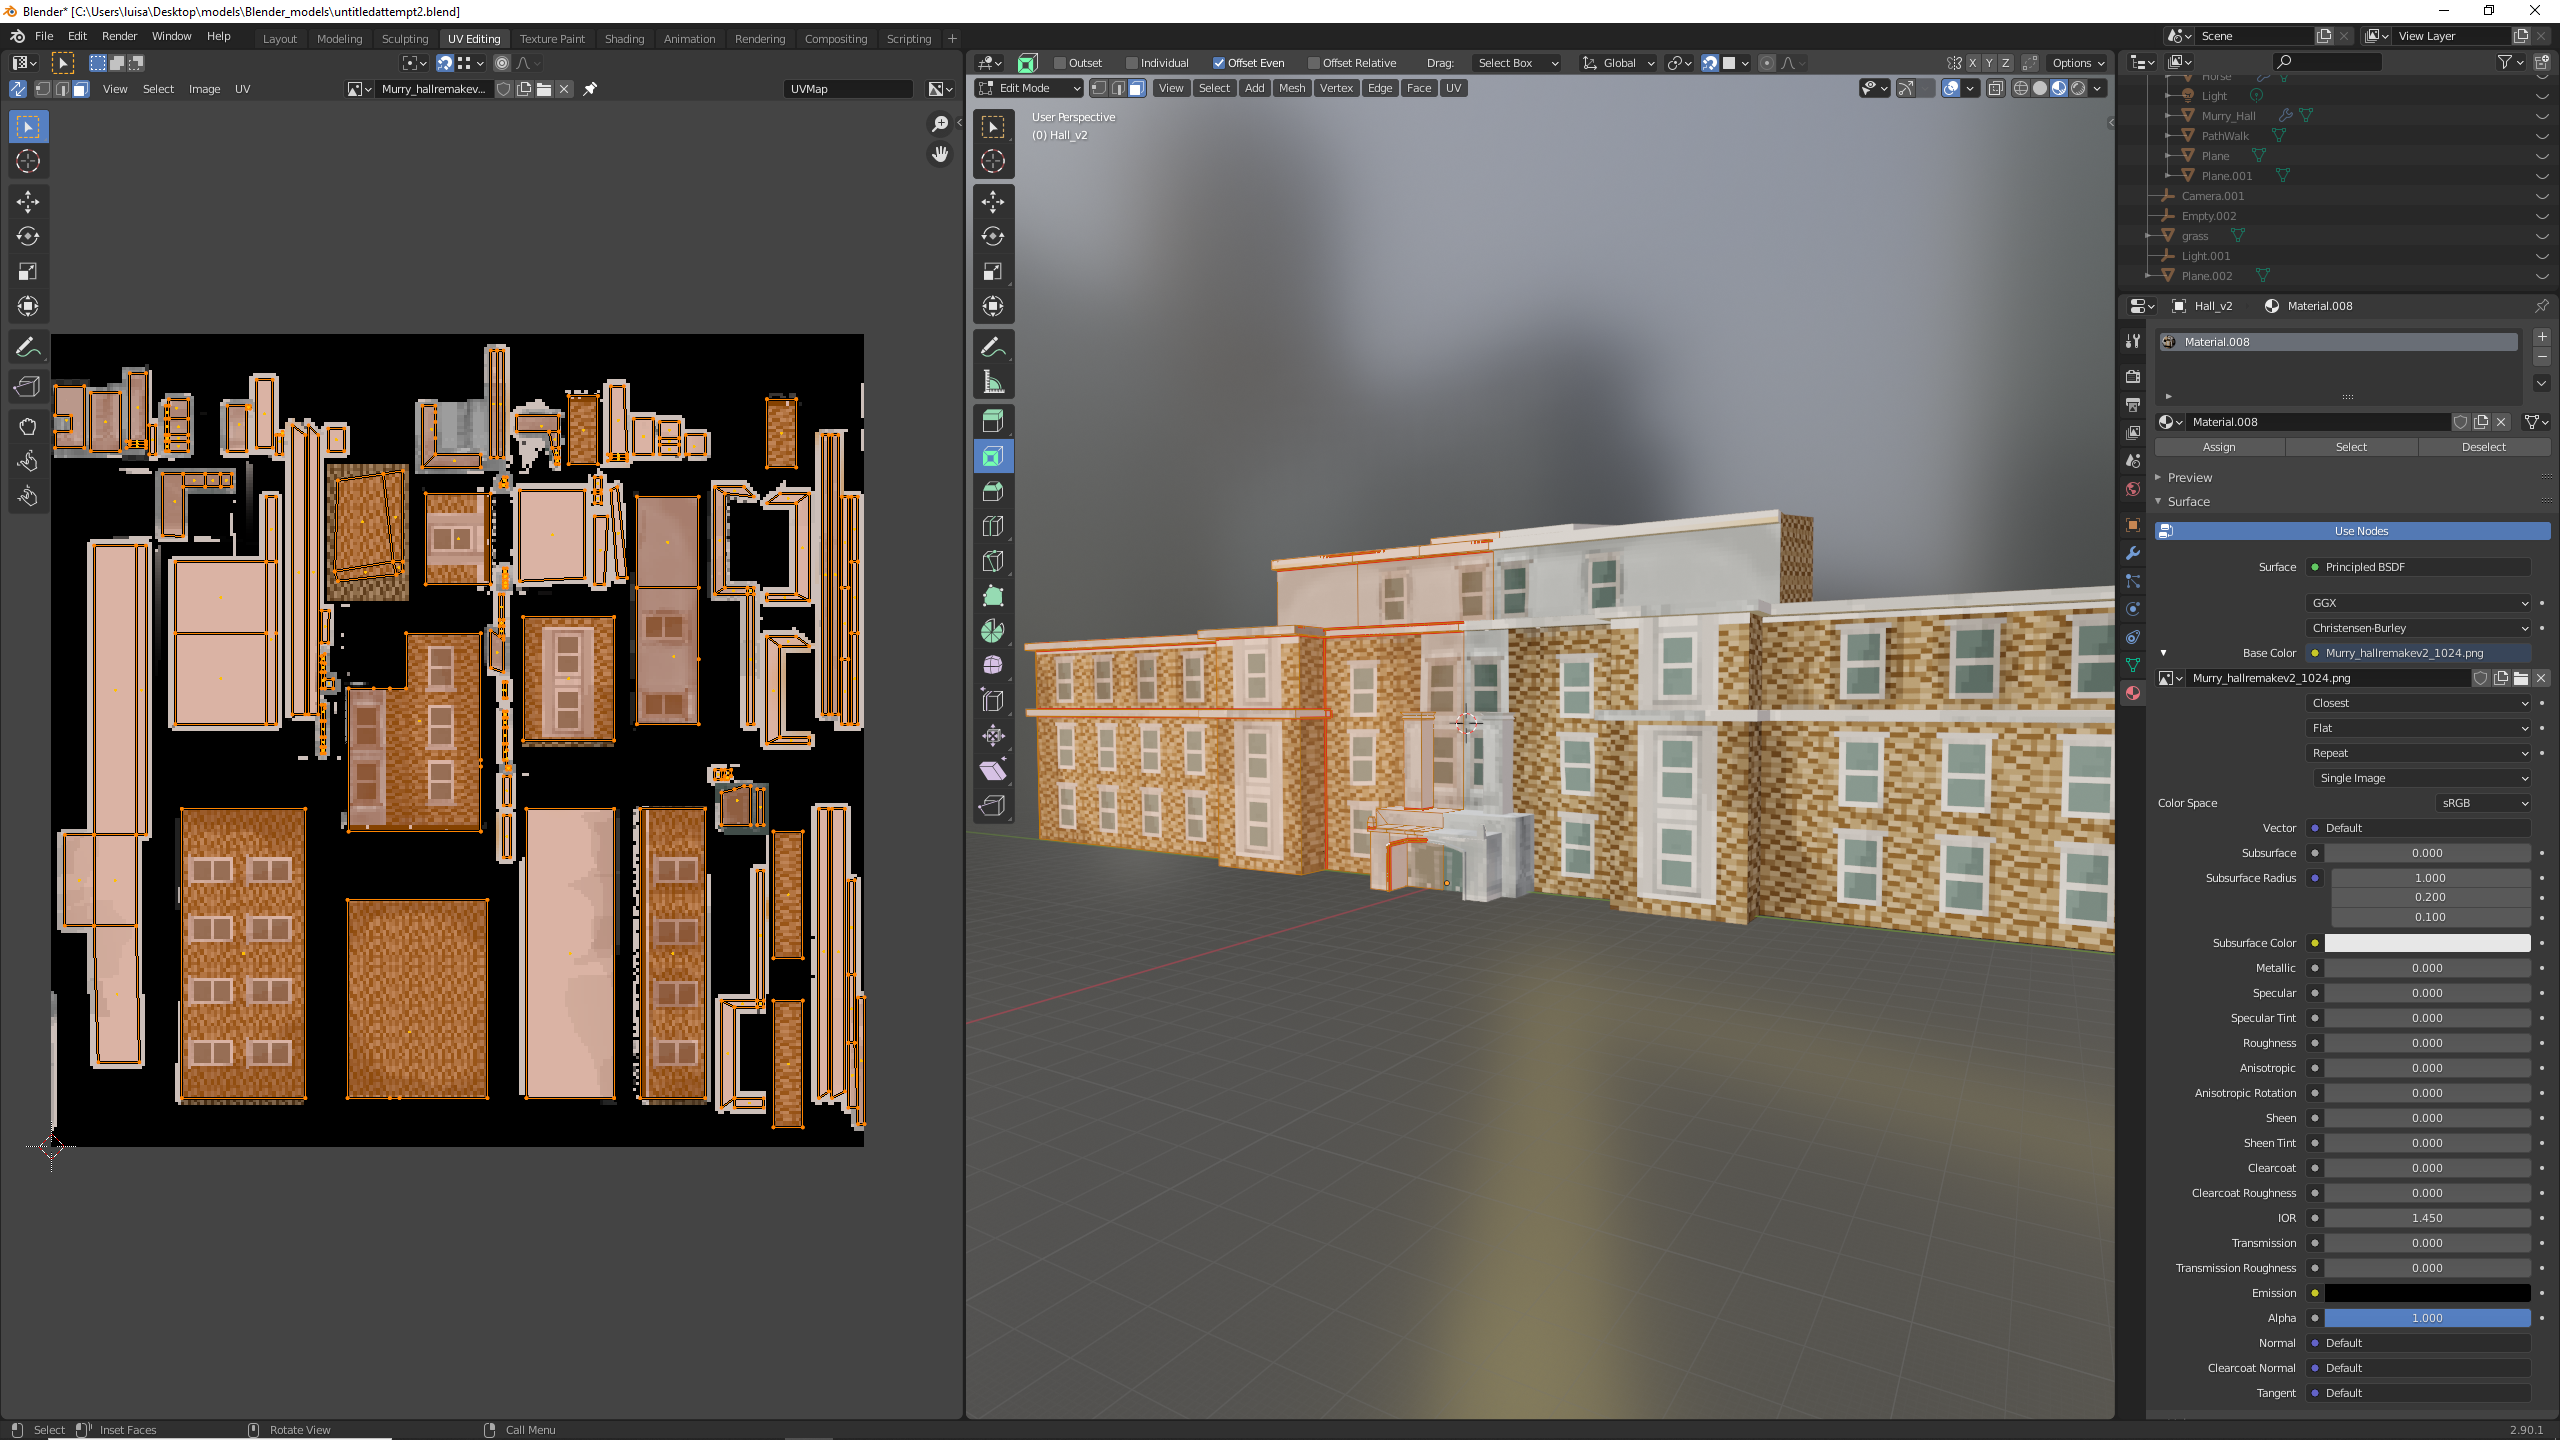 Blender* [C:\Users\luisa\Desktop\models\Blender_models\untitledattempt2.blend]
File Edit Render Window Help Layout Modeling Sculpting UV Editing Texture Paint Shading Animation Rendering Compositing Scripting + Scene View Layer
Outset Individual Offset Even Offset Relative Drag: Select Box Global X Y Z Options
View Select Image UV Murry_hallremakev... UVMap Edit Mode View Select Add Mesh Vertex Edge Face UV
User Perspective
(0) Hall_v2
Horse
Light
Murry_Hall
PathWalk
Plane
Plane.001
Camera.001
Empty.002
grass
Light.001
Plane.002
Hall_v2 Material.008
Material.008
Material.008
Assign Select Deselect
Preview
Surface
Use Nodes
Surface Principled BSDF
GGX
Christensen-Burley
Base Color Murry_hallremakev2_1024.png
Murry_hallremakev2_1024.png
Closest
Flat
Repeat
Single Image
Color Space sRGB
Vector Default
Subsurface 0.000
Subsurface Radius 1.000
0.200
0.100
Subsurface Color
Metallic 0.000
Specular 0.000
Specular Tint 0.000
Roughness 0.000
Anisotropic 0.000
Anisotropic Rotation 0.000
Sheen 0.000
Sheen Tint 0.000
Clearcoat 0.000
Clearcoat Roughness 0.000
IOR 1.450
Transmission 0.000
Transmission Roughness 0.000
Emission
Alpha 1.000
Normal Default
Clearcoat Normal Default
Tangent Default
Select Inset Faces Rotate View Call Menu 2.90.1